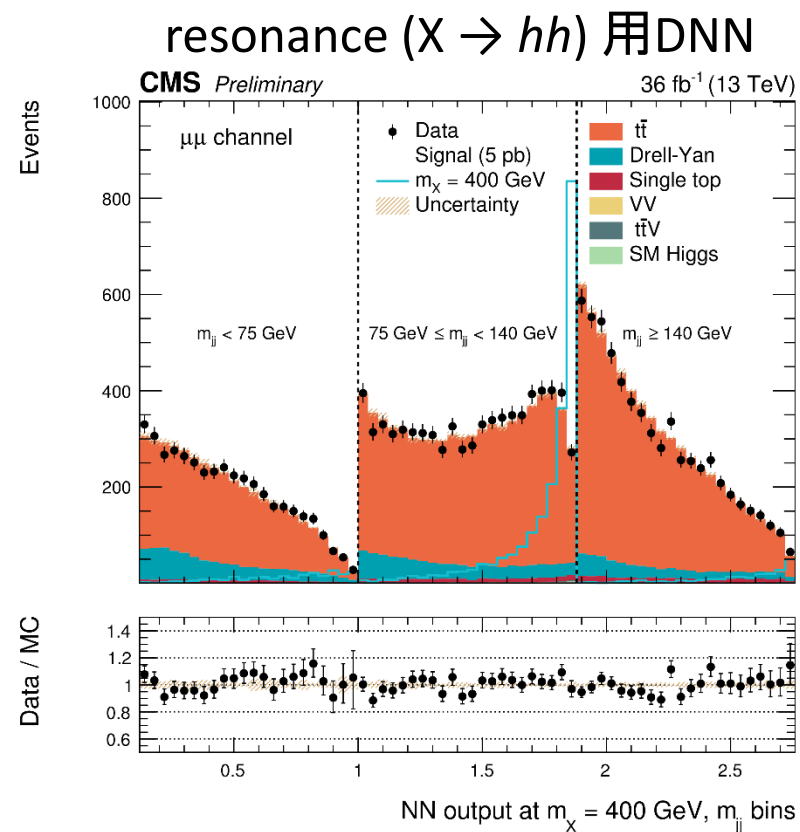 resonance (X → hh) 用DNN
CMS Preliminary 36 fb⁻¹ (13 TeV)
Events
1000
800
600
400
200
μμ channel
Data
Signal (5 pb)
m_X = 400 GeV
Uncertainty
tt̄
Drell-Yan
Single top
VV
tt̄V
SM Higgs
m_jj < 75 GeV
75 GeV ≤ m_jj < 140 GeV
m_jj ≥ 140 GeV
Data / MC
1.4
1.2
1
0.8
0.6
0.5 1 1.5 2 2.5
NN output at m_X = 400 GeV, m_jj bins